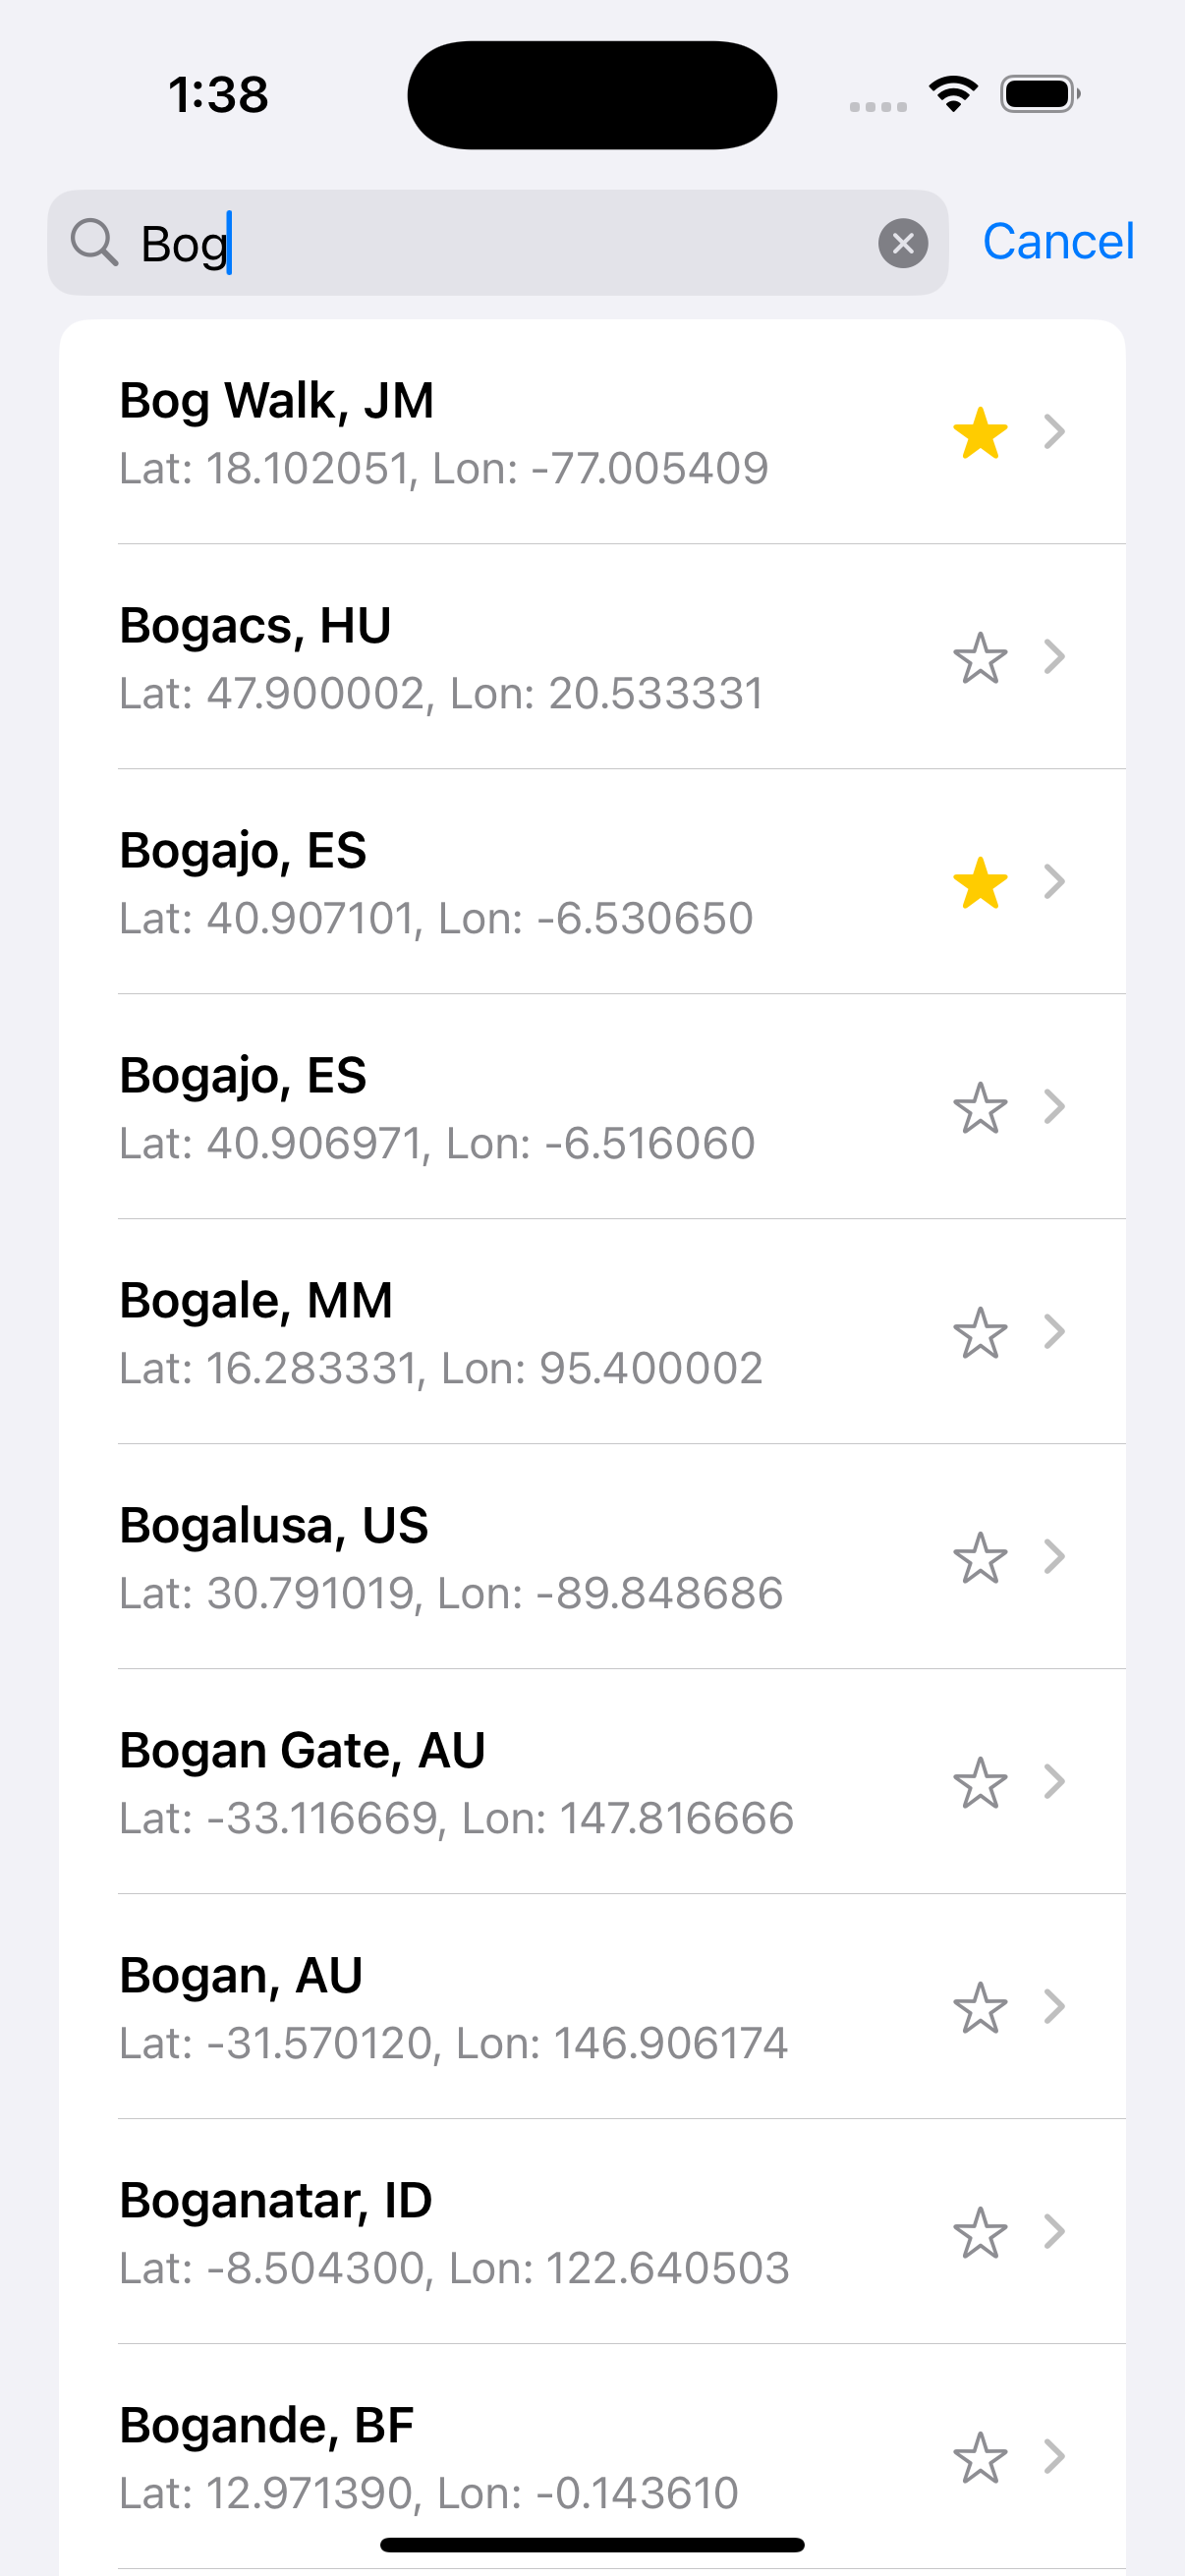 1:38
Bog
Cancel
Bog Walk, JM
Lat: 18.102051, Lon: -77.005409
Bogacs, HU
Lat: 47.900002, Lon: 20.533331
Bogajo, ES
Lat: 40.907101, Lon: -6.530650
Bogajo, ES
Lat: 40.906971, Lon: -6.516060
Bogale, MM
Lat: 16.283331, Lon: 95.400002
Bogalusa, US
Lat: 30.791019, Lon: -89.848686
Bogan Gate, AU
Lat: -33.116669, Lon: 147.816666
Bogan, AU
Lat: -31.570120, Lon: 146.906174
Boganatar, ID
Lat: -8.504300, Lon: 122.640503
Bogande, BF
Lat: 12.971390, Lon: -0.143610